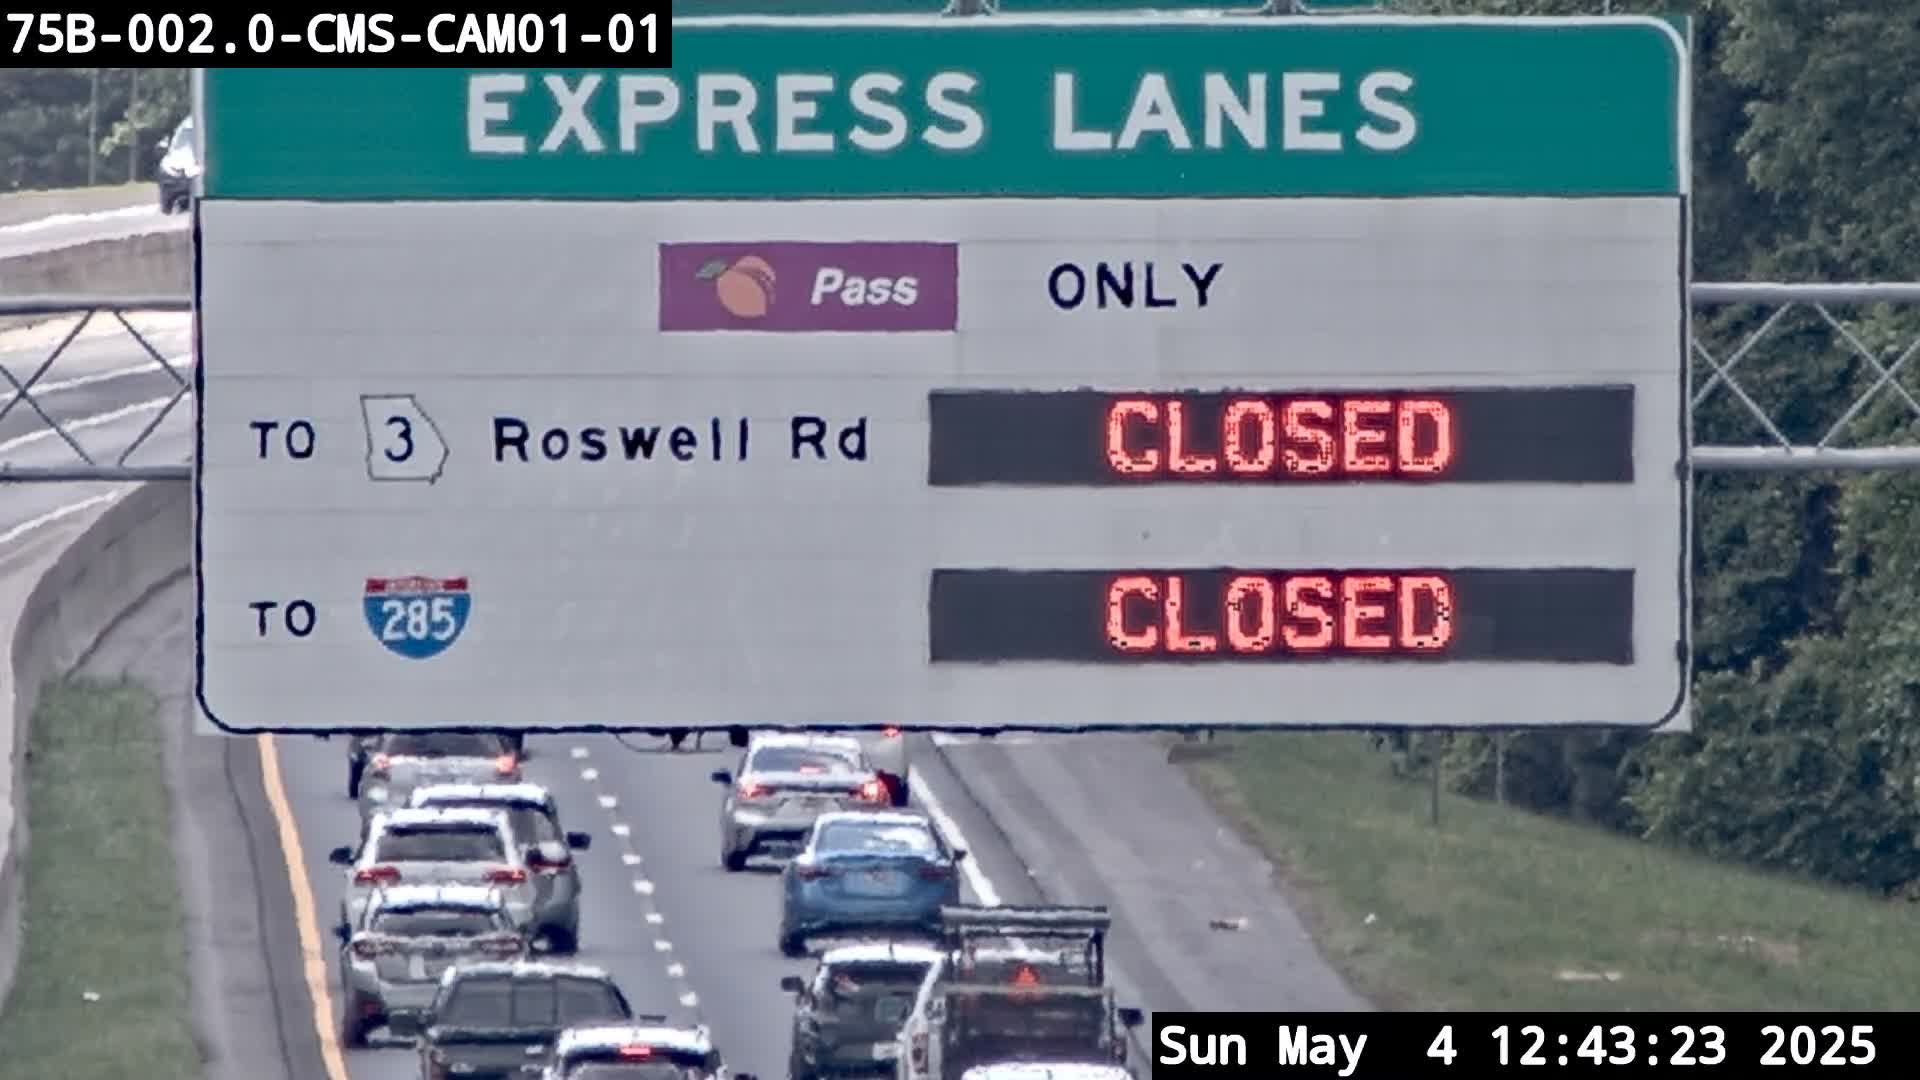 75B-002.0-CMS-CAM01-01
EXPRESS LANES
Pass ONLY
TO 3 Roswell Rd CLOSED
TO 285 CLOSED
Sun May 4 12:43:23 2025